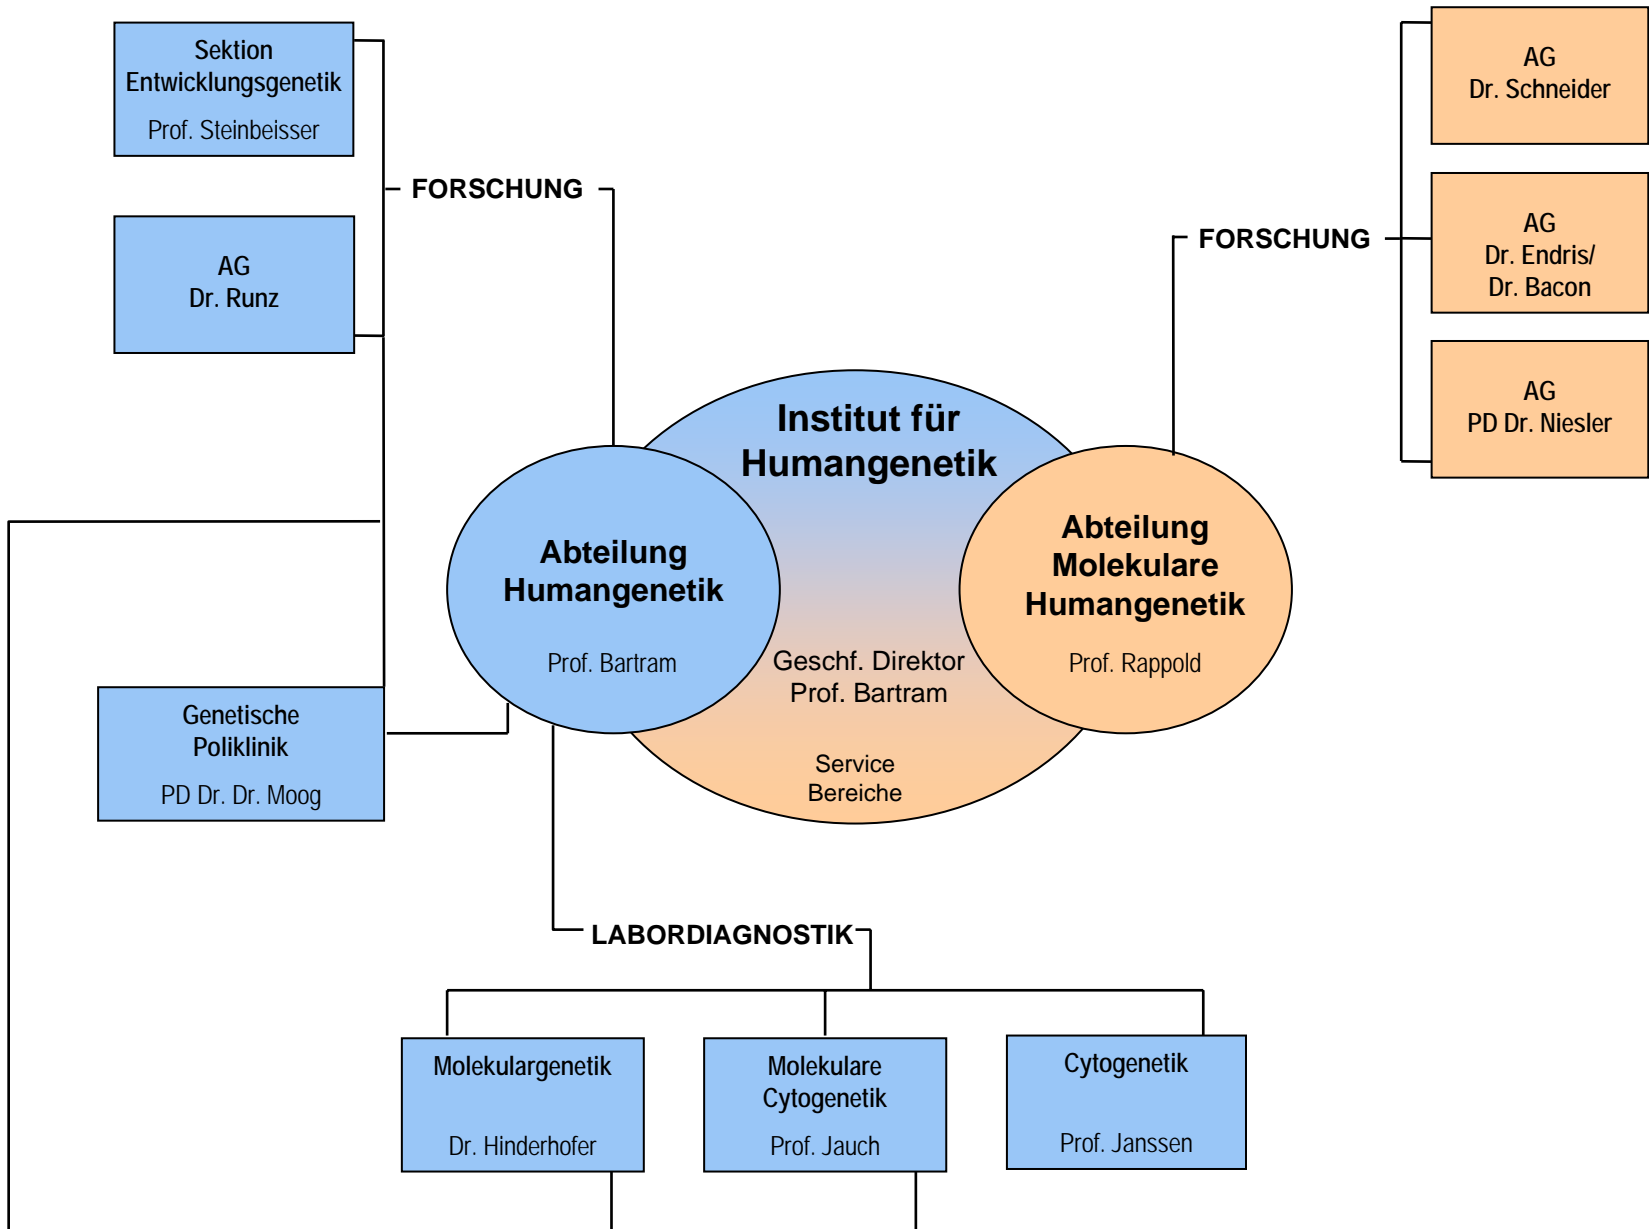 Sektion
Entwicklungsgenetik
Prof. Steinbeisser
AG
Dr. Runz
FORSCHUNG
FORSCHUNG
AG
Dr. Schneider
AG
Dr. Endris/
Dr. Bacon
AG
PD Dr. Niesler
Institut für
Humangenetik
Abteilung
Humangenetik
Prof. Bartram
Geschf. Direktor
Prof. Bartram
Service
Bereiche
Abteilung
Molekulare
Humangenetik
Prof. Rappold
Genetische
Poliklinik
PD Dr. Dr. Moog
LABORDIAGNOSTIK
Molekulargenetik
Dr. Hinderhofer
Molekulare
Cytogenetik
Prof. Jauch
Cytogenetik
Prof. Janssen